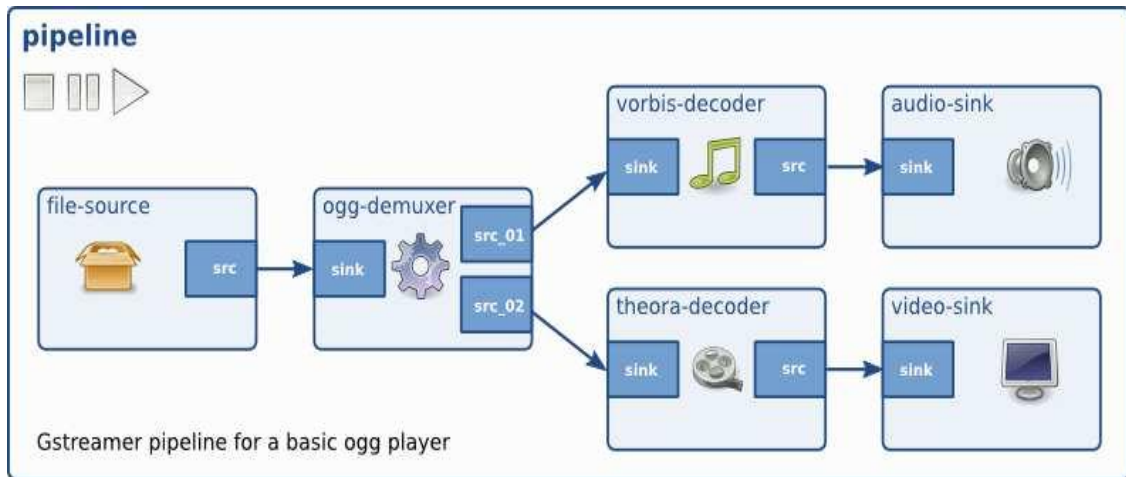 pipeline
vorbis-decoder
sink
src
audio-sink
sink
file-source
src
ogg-demuxer
sink
src_01
src_02
theora-decoder
sink
src
video-sink
sink
Gstreamer pipeline for a basic ogg player